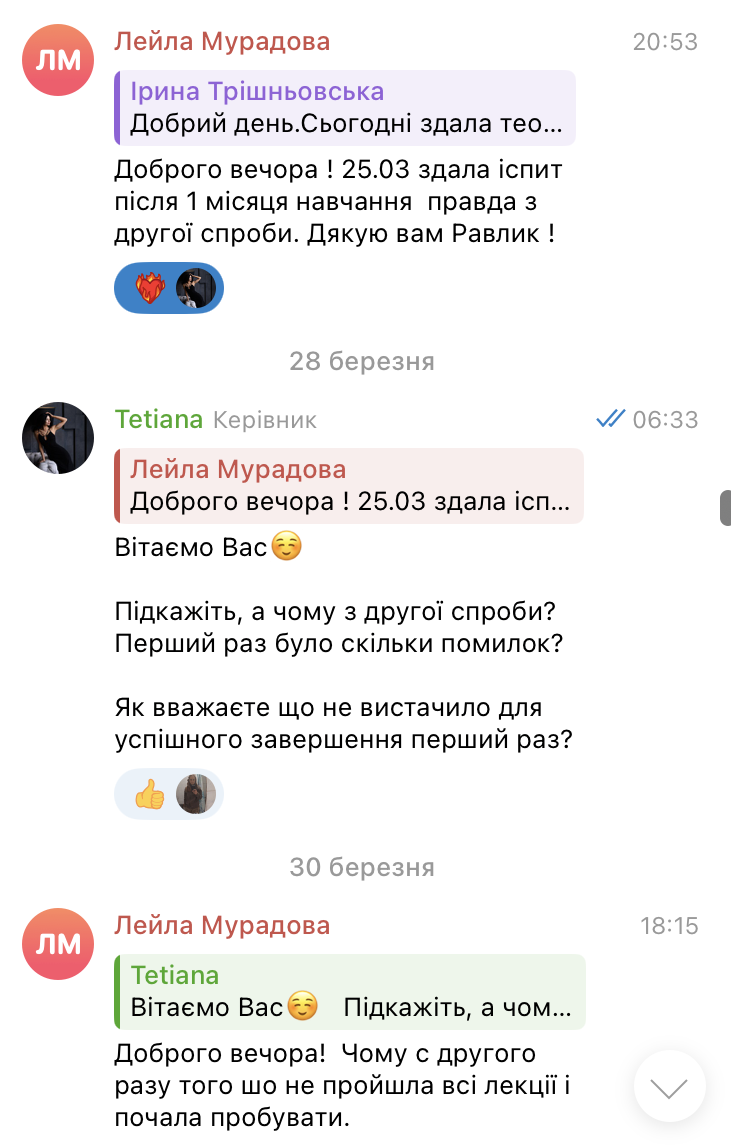 ЛМ
Лейла Мурадова 20:53
Ірина Трішньовська
Добрий день.Сьогодні здала тео...
Доброго вечора ! 25.03 здала іспит
після 1 місяця навчання  правда з
другої спроби. Дякую вам Равлик !
28 березня
Tetiana Керівник 06:33
Лейла Мурадова
Доброго вечора ! 25.03 здала ісп...
Вітаємо Вас☺️
Підкажіть, а чому з другої спроби?
Перший раз було скільки помилок?
Як вважаєте що не вистачило для
успішного завершення перший раз?
30 березня
ЛМ
Лейла Мурадова 18:15
Tetiana
Вітаємо Вас☺️  Підкажіть, а чом...
Доброго вечора!  Чому с другого
разу того шо не пройшла всі лекції і
почала пробувати.